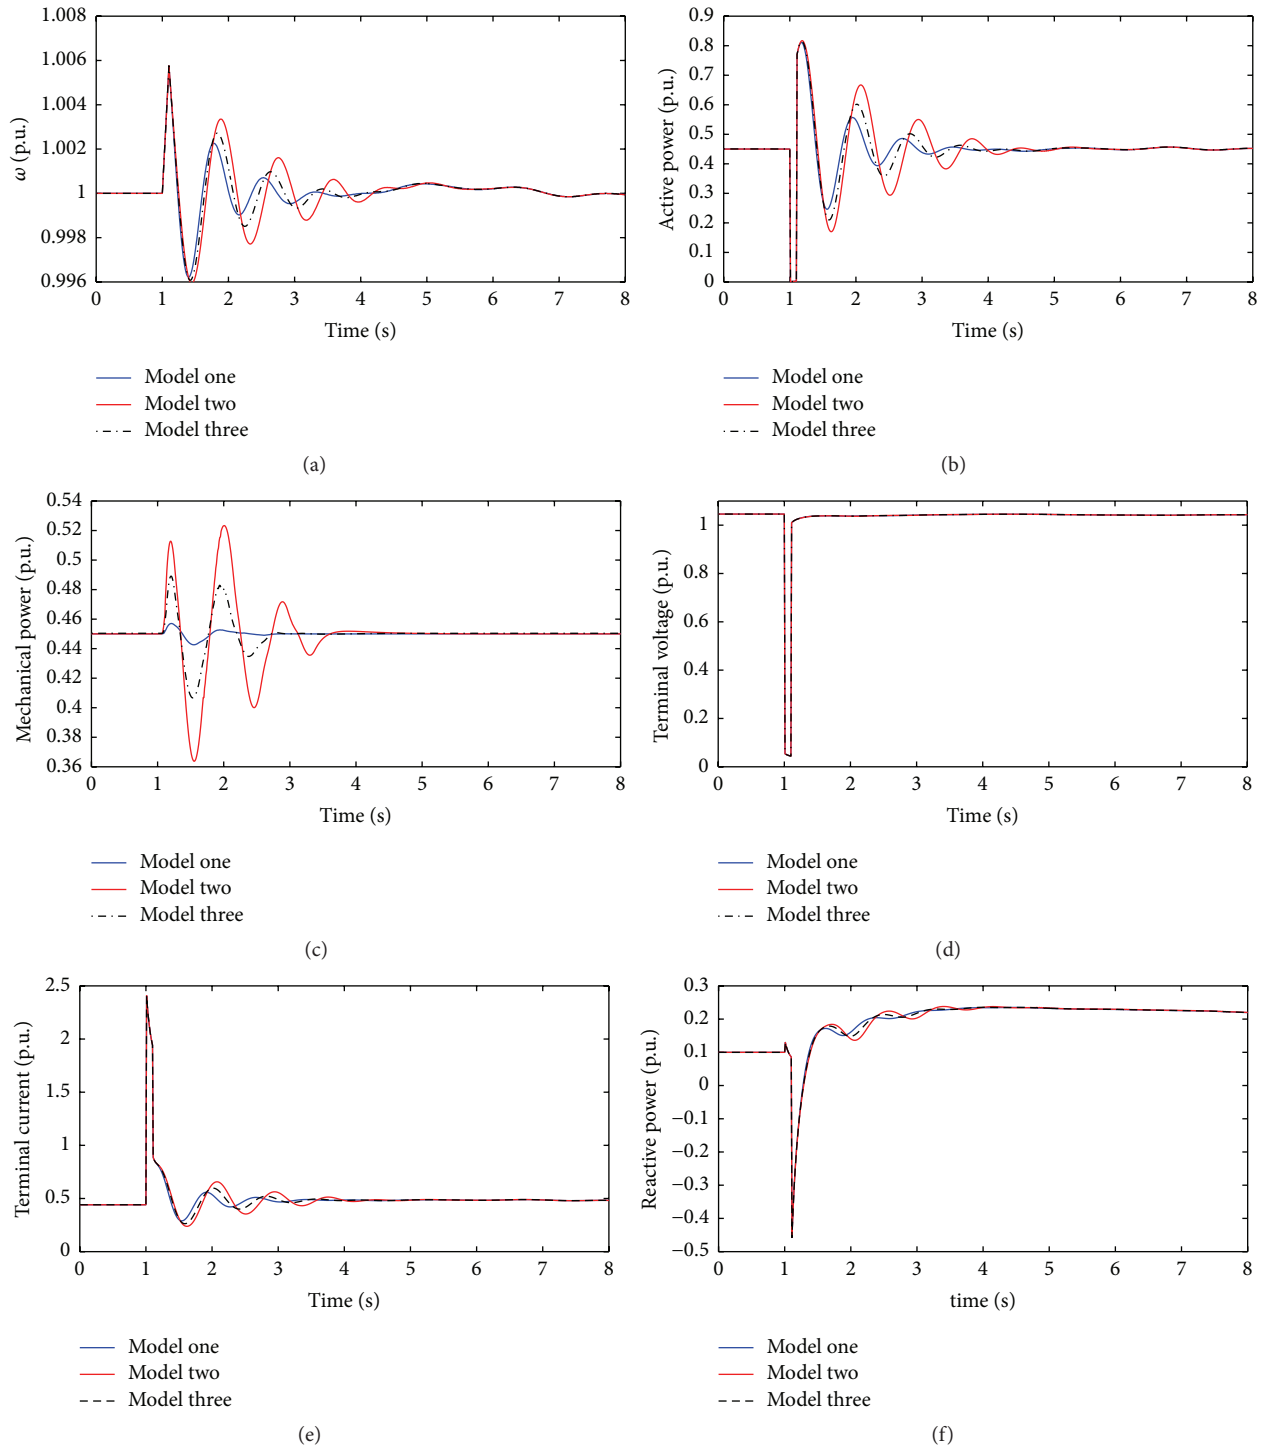 1.008
1.006
1.004
1.002
1
0.998
0.996
ω (p.u.)
0 1 2 3 4 5 6 7 8
Time (s)
Model one
Model two
Model three
(a)
0.9
0.8
0.7
0.6
0.5
0.4
0.3
0.2
0.1
0
Active power (p.u.)
0 1 2 3 4 5 6 7 8
Time (s)
Model one
Model two
Model three
(b)
0.54
0.52
0.5
0.48
0.46
0.44
0.42
0.4
0.38
0.36
Mechanical power (p.u.)
0 1 2 3 4 5 6 7 8
Time (s)
Model one
Model two
Model three
(c)
1
0.8
0.6
0.4
0.2
0
Terminal voltage (p.u.)
0 1 2 3 4 5 6 7 8
Time (s)
Model one
Model two
Model three
(d)
2.5
2
1.5
1
0.5
0
Terminal current (p.u.)
0 1 2 3 4 5 6 7 8
Time (s)
Model one
Model two
Model three
(e)
0.3
0.2
0.1
0
−0.1
−0.2
−0.3
−0.4
−0.5
Reactive power (p.u.)
0 1 2 3 4 5 6 7 8
time (s)
Model one
Model two
Model three
(f)